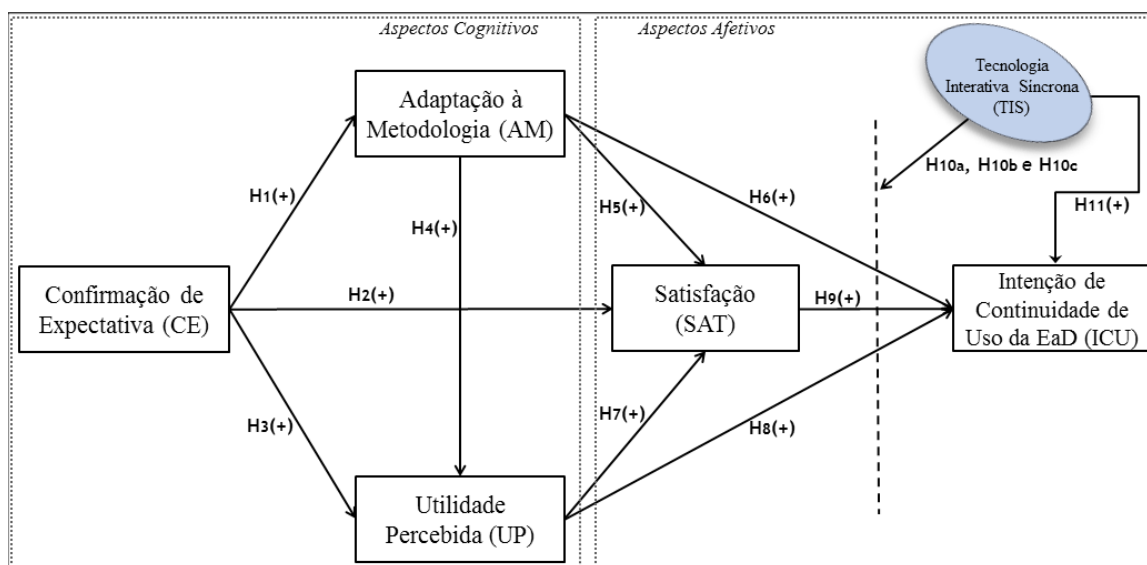 Aspectos Cognitivos
Aspectos Afetivos
Tecnologia
Interativa Síncrona
(TIS)
Adaptação à
Metodologia (AM)
H10a, H10b e H10c
H1(+)
H4(+)
H5(+)
H6(+)
H11(+)
Confirmação de
Expectativa (CE)
H2(+)
Satisfação
(SAT)
H9(+)
Intenção de
Continuidade de
Uso da EaD (ICU)
H3(+)
H7(+)
H8(+)
Utilidade
Percebida (UP)